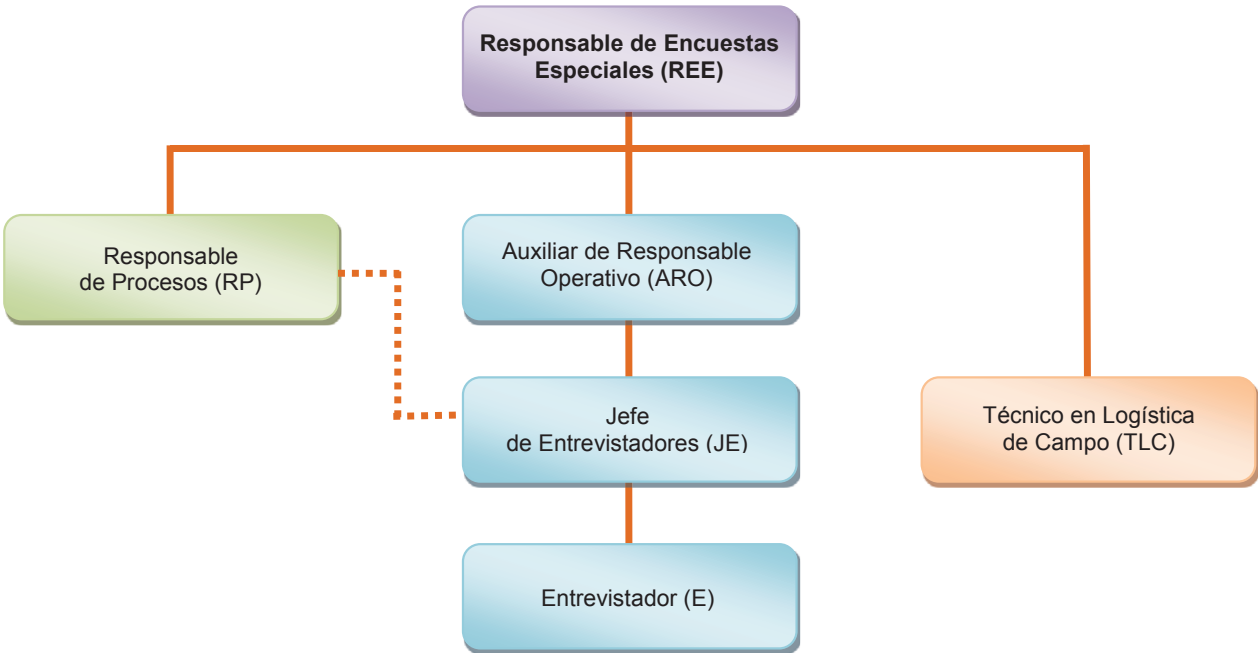 Responsable de Encuestas
Especiales (REE)
Responsable
de Procesos (RP)
Auxiliar de Responsable
Operativo (ARO)
Jefe
de Entrevistadores (JE)
Técnico en Logística
de Campo (TLC)
Entrevistador (E)